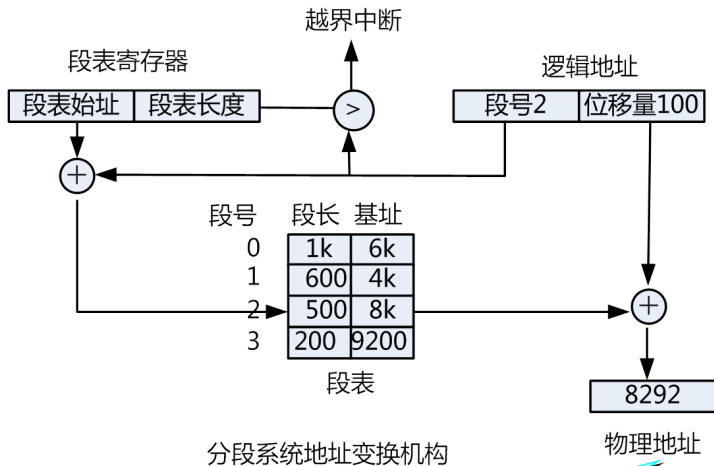 越界中断
段表寄存器
逻辑地址
段表始址 段表长度
>
段号2 位移量100
+
段号 段长 基址
0 1k 6k
1 600 4k
2 500 8k
3 200 9200
+
段表
8292
物理地址
分段系统地址变换机构